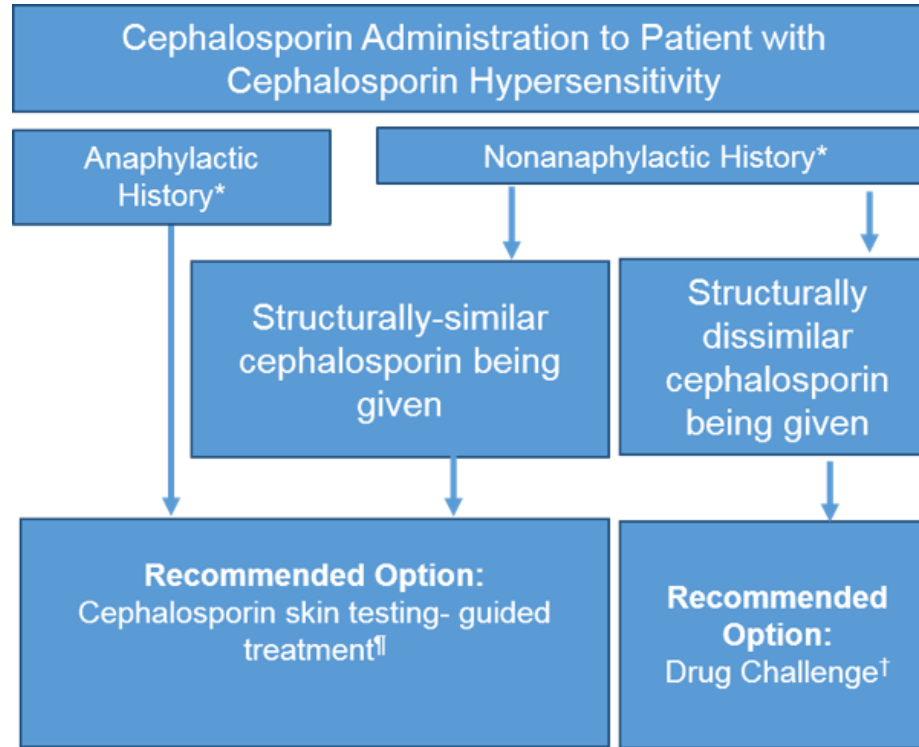 Cephalosporin Administration to Patient with
Cephalosporin Hypersensitivity
Anaphylactic
History*
Nonanaphylactic History*
Structurally-similar
cephalosporin being
given
Structurally
dissimilar
cephalosporin
being given
Recommended Option:
Cephalosporin skin testing- guided
treatment¶
Recommended
Option:
Drug Challenge†